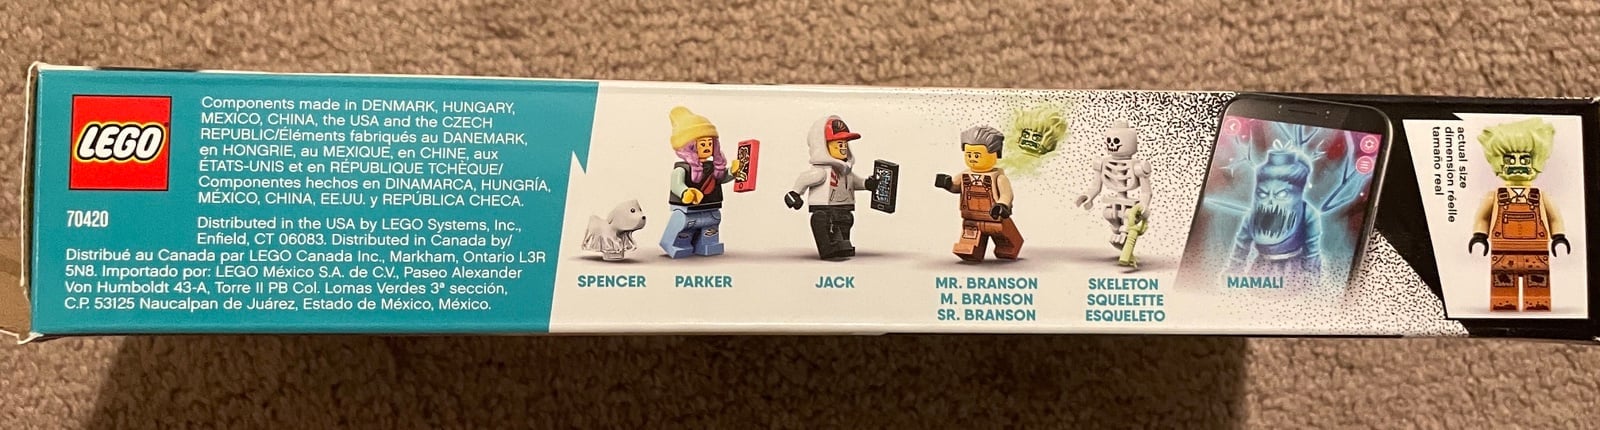 LEGO
Components made in DENMARK, HUNGARY,
MEXICO, CHINA, the USA and the CZECH
REPUBLIC/Éléments fabriqués au DANEMARK,
en HONGRIE, au MEXIQUE, en CHINE, aux
ÉTATS-UNIS et en RÉPUBLIQUE TCHÈQUE/
Componentes hechos en DINAMARCA, HUNGRÍA,
MÉXICO, CHINA, EE.UU. y REPÚBLICA CHECA.
70420
Distributed in the USA by LEGO Systems, Inc.,
Enfield, CT 06083. Distributed in Canada by/
Distribué au Canada par LEGO Canada Inc., Markham, Ontario L3R
5N8. Importado por: LEGO México S.A. de C.V., Paseo Alexander
Von Humboldt 43-A, Torre II PB Col. Lomas Verdes 3ª sección,
C.P. 53125 Naucalpan de Juárez, Estado de México, México.
SPENCER
PARKER
JACK
MR. BRANSON
M. BRANSON
SR. BRANSON
SKELETON
SQUELETTE
ESQUELETO
MAMALI
actual size
dimension réelle
tamaño real